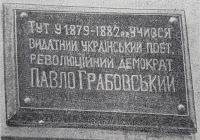 ТУТ У 1879-1882 рр УЧИВСЯ
ВИДАТНИЙ УКРАЇНСЬКИЙ ПОЕТ,
РЕВОЛЮЦІЙНИЙ ДЕМОКРАТ
ПАВЛО ГРАБОВСЬКИЙ